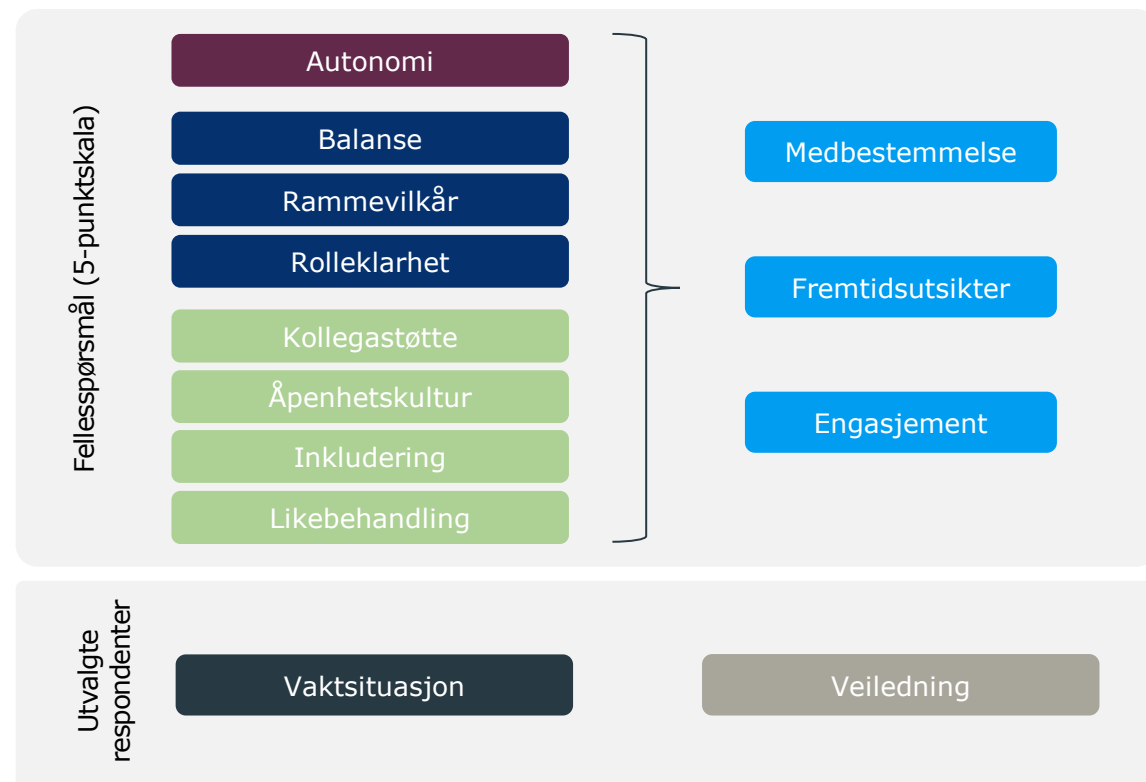 Fellesspørsmål (5-punktskala)
Autonomi
Balanse
Rammevilkår
Rolleklarhet
Kollegastøtte
Åpenhetskultur
Inkludering
Likebehandling
Medbestemmelse
Fremtidsutsikter
Engasjement
Utvalgte
respondenter
Vaktsituasjon
Veiledning